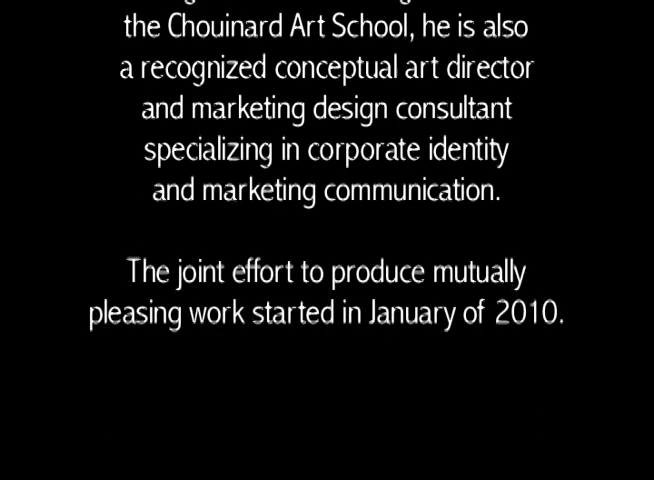 the Chouinard Art School, he is also
a recognized conceptual art director
and marketing design consultant
specializing in corporate identity
and marketing communication.
The joint effort to produce mutually
pleasing work started in January of 2010.